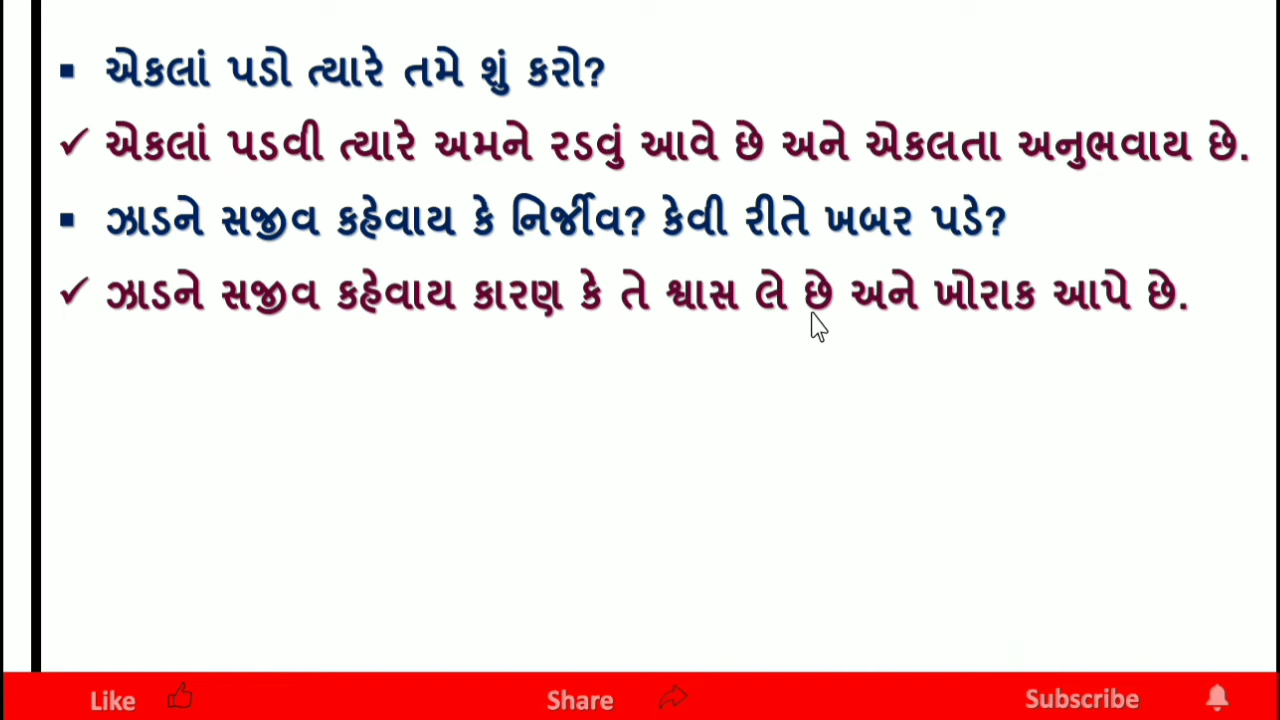 ▪ એકલાં પડો ત્યારે તમે શું કરો?
✓ એકલાં પડવી ત્યારે અમને રડવું આવે છે અને એકલતા અનુભવાય છે.
▪ ઝાડને સજીવ કહેવાય કે નિર્જીવ? કેવી રીતે ખબર પડે?
✓ ઝાડને સજીવ કહેવાય કારણ કે તે શ્વાસ લે છે અને ખોરાક આપે છે.
Like Share Subscribe